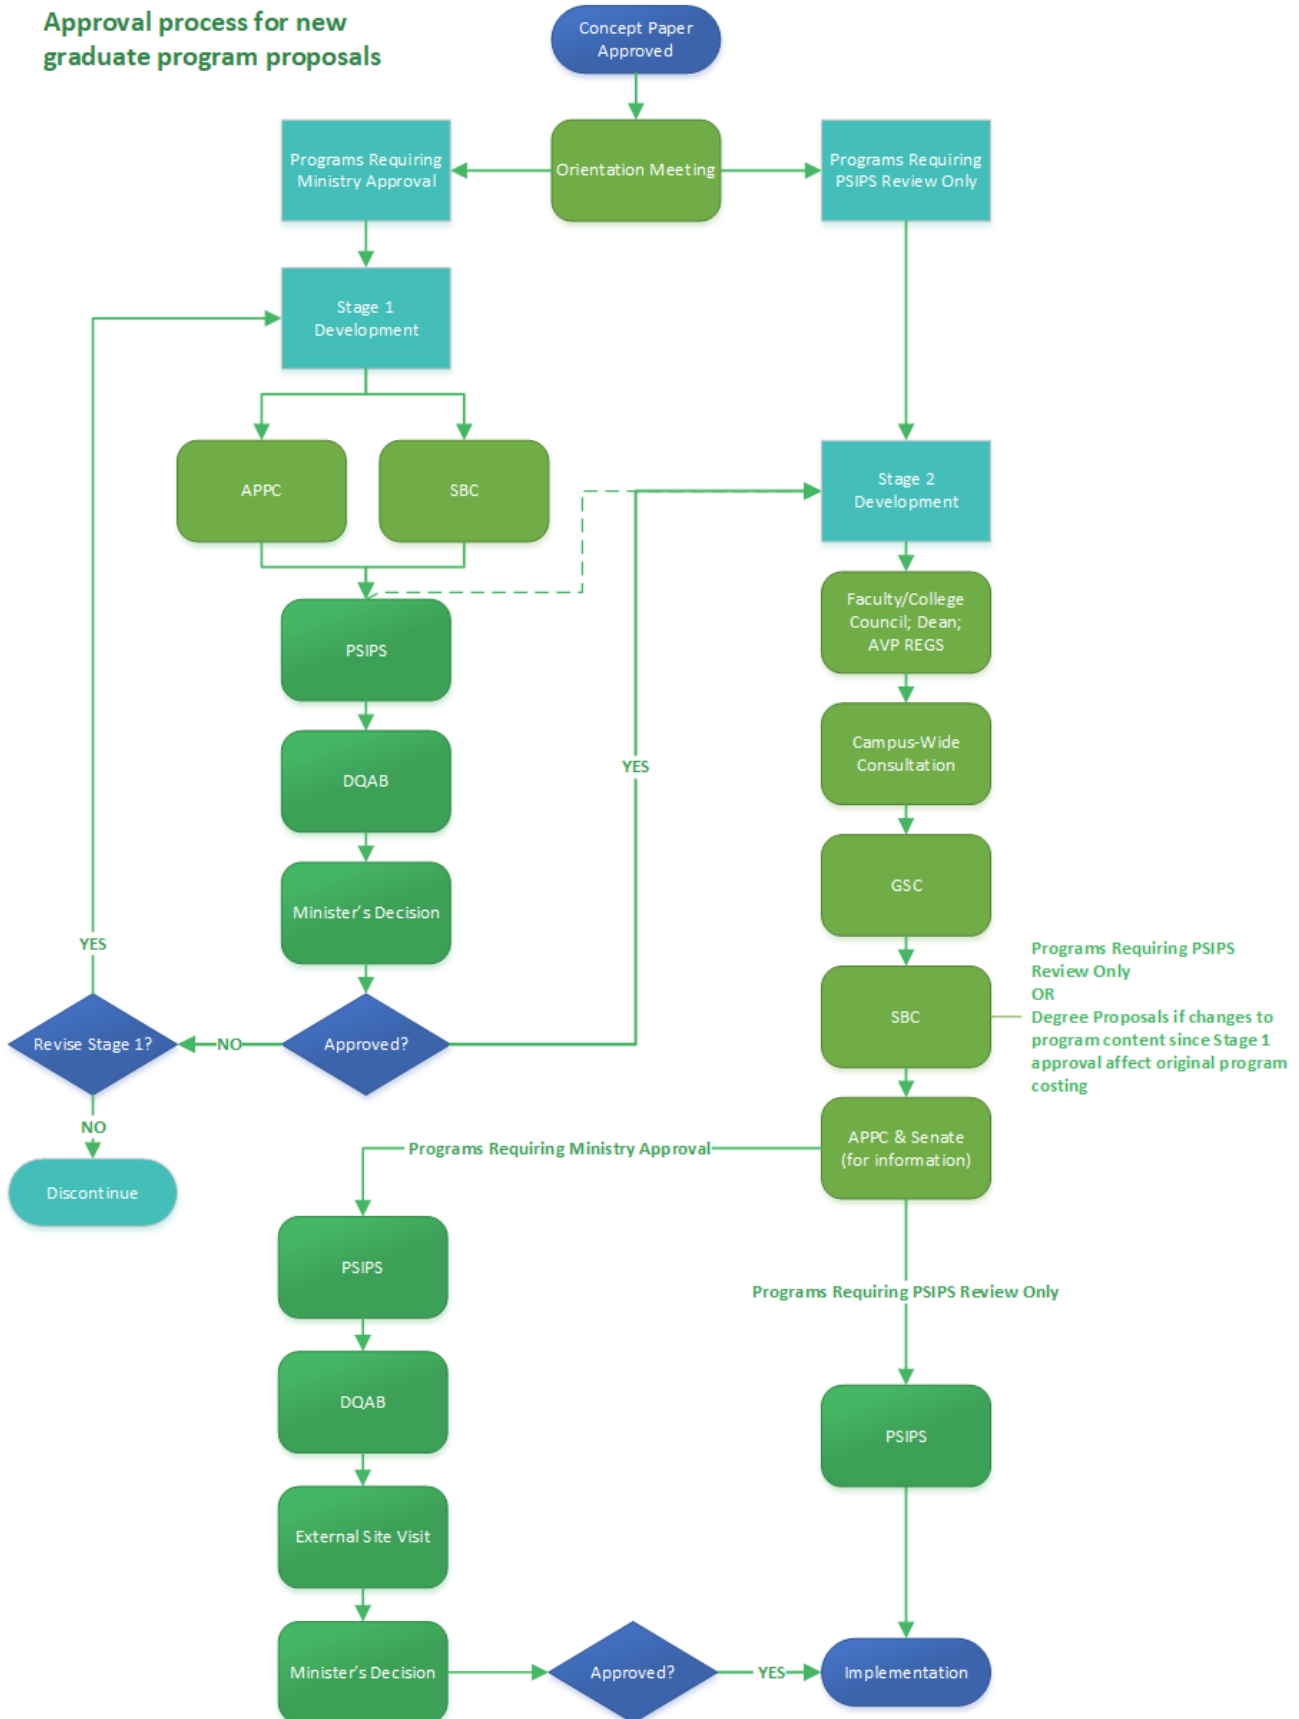 Approval process for new
graduate program proposals
Concept Paper
Approved
Programs Requiring
Ministry Approval
Orientation Meeting
Programs Requiring
PSIPS Review Only
Stage 1
Development
APPC
SBC
Stage 2
Development
PSIPS
Faculty/College
Council; Dean;
AVP REGS
DQAB
YES
Campus-Wide
Consultation
Minister's Decision
GSC
YES
Programs Requiring PSIPS
Review Only
OR
Degree Proposals if changes to
program content since Stage 1
approval affect original program
costing
SBC
Revise Stage 1?
NO
Approved?
NO
Discontinue
Programs Requiring Ministry Approval
APPC & Senate
(for information)
PSIPS
Programs Requiring PSIPS Review Only
DQAB
PSIPS
External Site Visit
Minister's Decision
Approved?
YES
Implementation